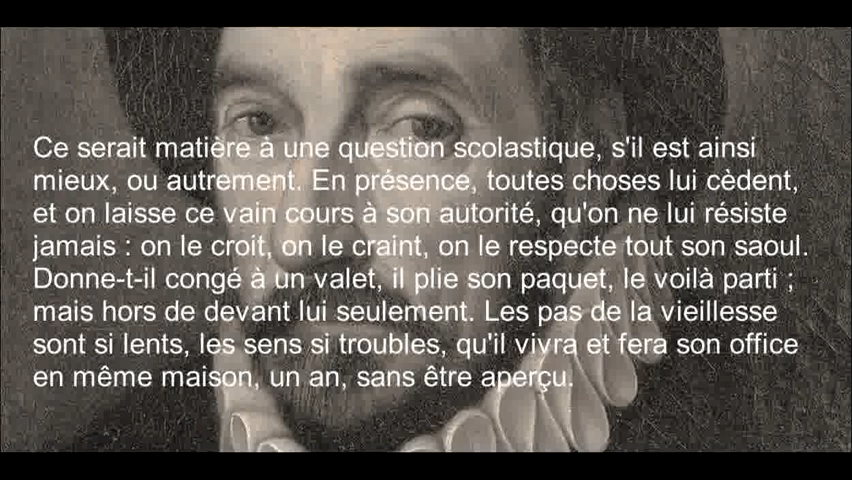 Ce serait matière à une question scolastique, s'il est ainsi
mieux, ou autrement. En présence, toutes choses lui cèdent,
et on laisse ce vain cours à son autorité, qu'on ne lui résiste
jamais : on le croit, on le craint, on le respecte tout son saoul.
Donne-t-il congé à un valet, il plie son paquet, le voilà parti ;
mais hors de devant lui seulement. Les pas de la vieillesse
sont si lents, les sens si troubles, qu'il vivra et fera son office
en même maison, un an, sans être aperçu.